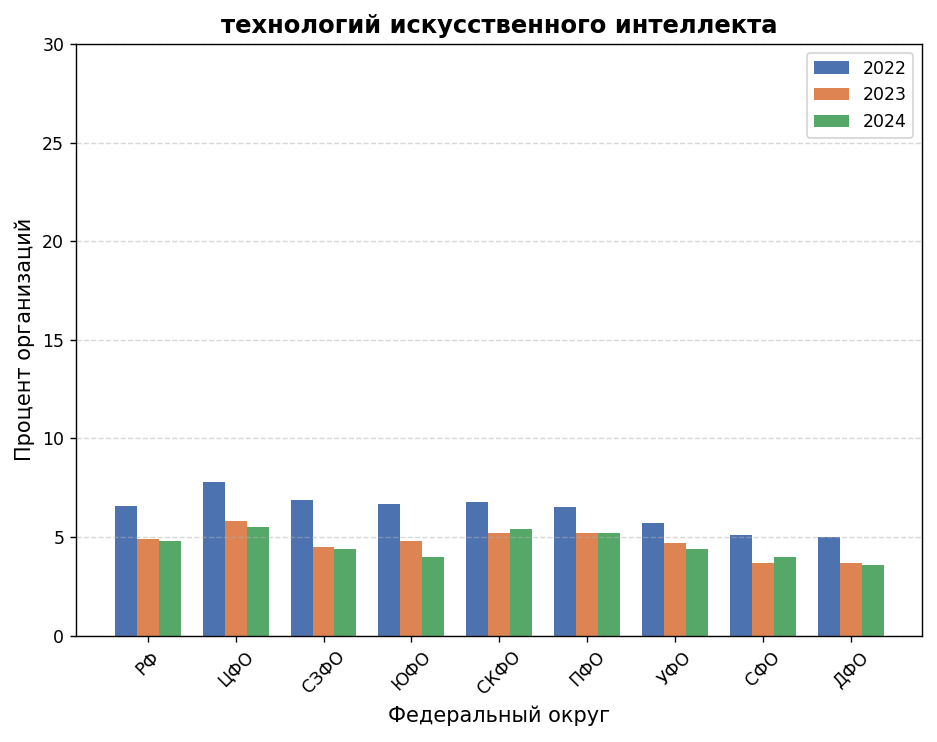 технологий искусственного интеллекта
30
25
20
15
10
5
0
Процент организаций
2022
2023
2024
РФ
ЦФО
СЗФО
ЮФО
СКФО
ПФО
УФО
СФО
ДФО
Федеральный округ